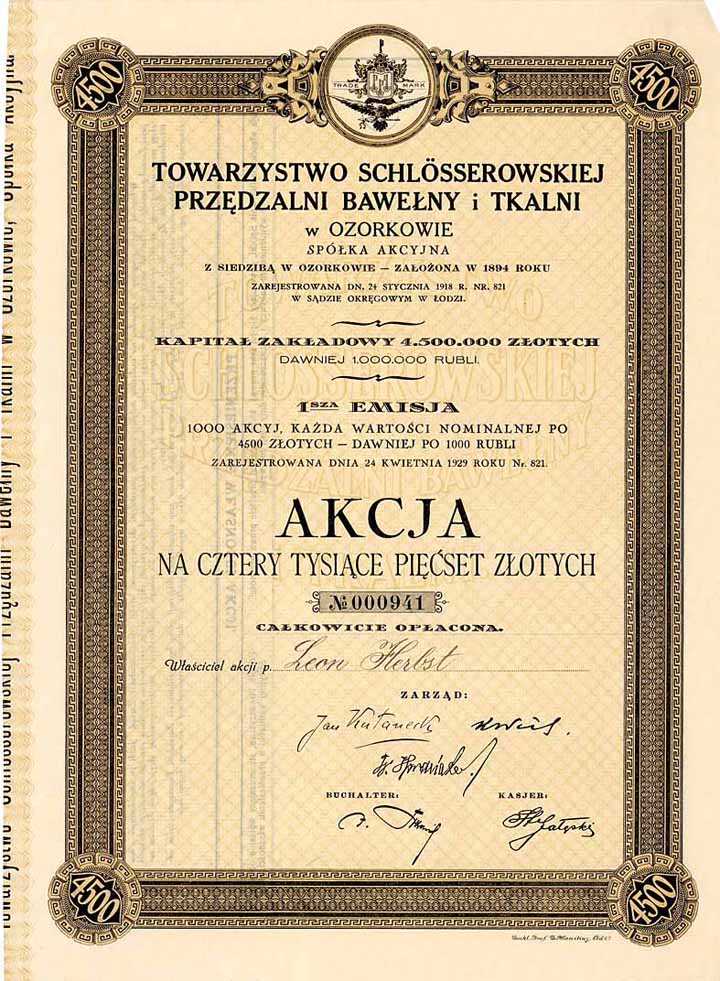 4500
4500
TRADE MARK
TOWARZYSTWO SCHLÖSSEROWSKIEJ
PRZĘDZALNI BAWEŁNY i TKALNI
w OZORKOWIE
SPÓŁKA AKCYJNA
Z SIEDZIBĄ W OZORKOWIE – ZAŁOŻONA W 1894 ROKU
ZAREJESTROWANA DN. 24 STYCZNIA 1918 R. NR. 821
W SĄDZIE OKRĘGOWYM W ŁODZI.
KAPITAŁ ZAKŁADOWY 4.500.000 ZŁOTYCH
DAWNIEJ 1.000.000 RUBLI.
1SZA EMISJA
1000 AKCYJ, KAŻDA WARTOŚCI NOMINALNEJ PO
4500 ZŁOTYCH – DAWNIEJ PO 1000 RUBLI
ZAREJESTROWANA DNIA 24 KWIETNIA 1929 ROKU Nr. 821.
AKCJA
NA CZTERY TYSIĄCE PIĘĆSET ZŁOTYCH
№ 000941
CAŁKOWICIE OPŁACONA.
Właściciel akcji p. Leon Herbst
ZARZĄD:
Jan
BUCHALTER: KASJER:
4500
4500